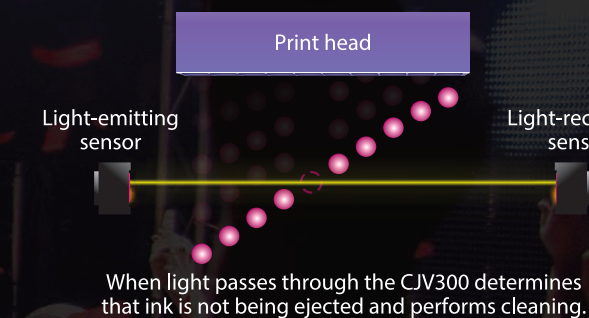 Print head
Light-emitting
sensor
When light passes through the CJV300 determines
that ink is not being ejected and performs cleaning.